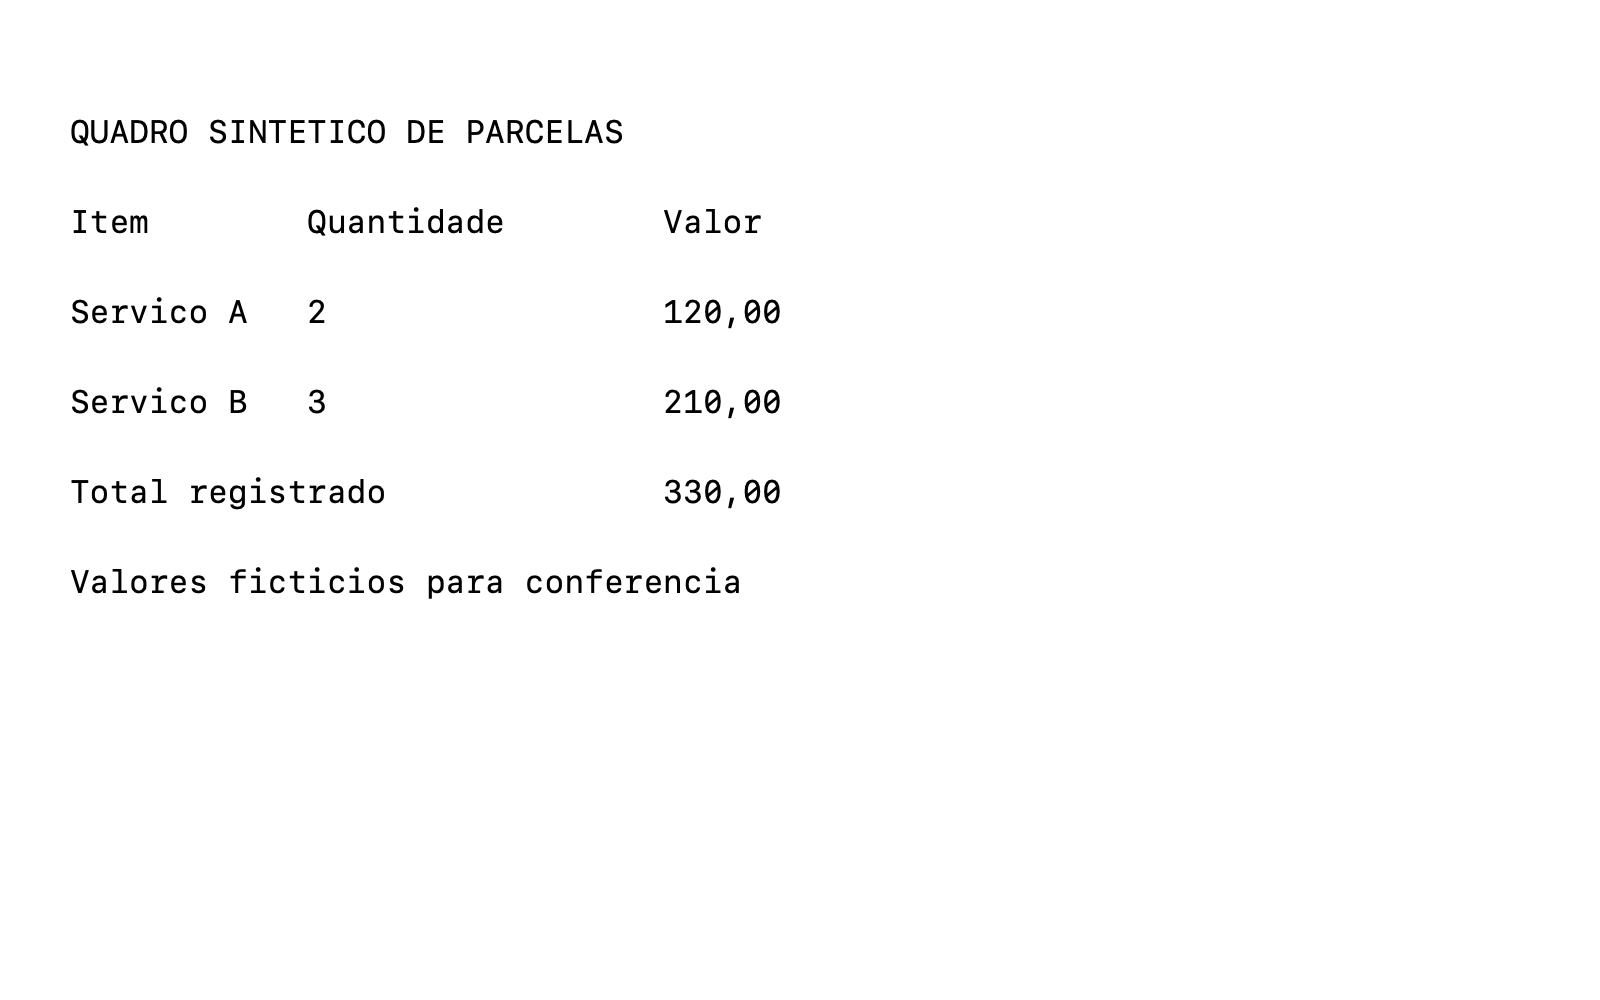 QUADRO SINTETICO DE PARCELAS
Item Quantidade Valor
Servico A 2 120,00
Servico B 3 210,00
Total registrado 330,00
Valores ficticios para conferencia